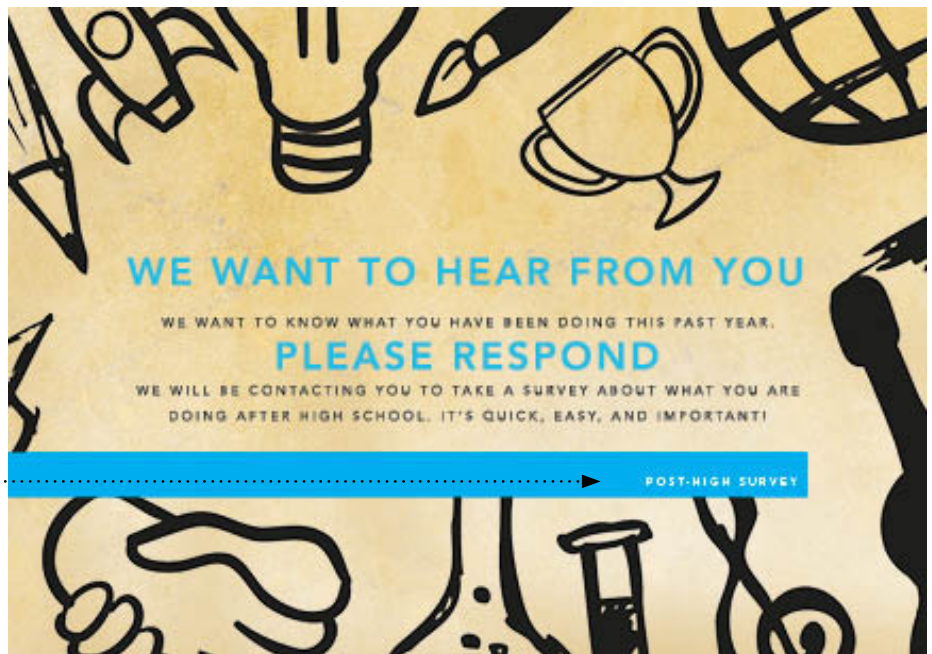 WE WANT TO HEAR FROM YOU
WE WANT TO KNOW WHAT YOU HAVE BEEN DOING THIS PAST YEAR.
PLEASE RESPOND
WE WILL BE CONTACTING YOU TO TAKE A SURVEY ABOUT WHAT YOU ARE
DOING AFTER HIGH SCHOOL. IT'S QUICK, EASY, AND IMPORTANT!
POST-HIGH SURVEY